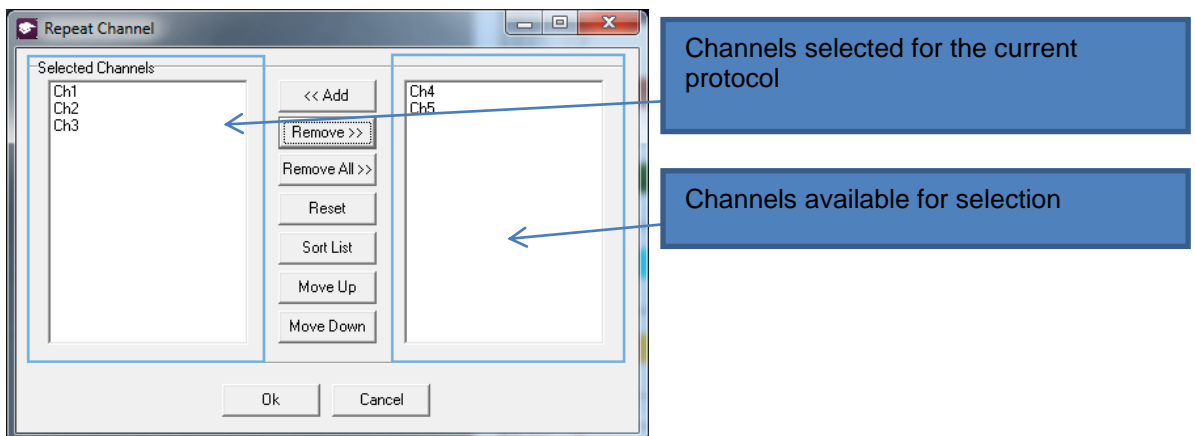 Repeat Channel
Selected Channels
Ch1
Ch2
Ch3
<< Add
Remove >>
Remove All >>
Reset
Sort List
Move Up
Move Down
Ch4
Ch5
Ok
Cancel
Channels selected for the current
protocol
Channels available for selection